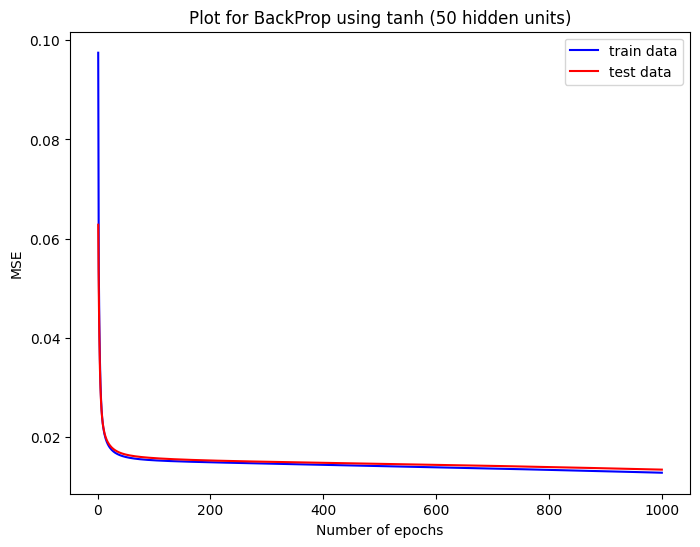 Plot for BackProp using tanh (50 hidden units)
train data
test data
0.10
0.08
0.06
0.04
0.02
MSE
0
200
400
600
800
1000
Number of epochs